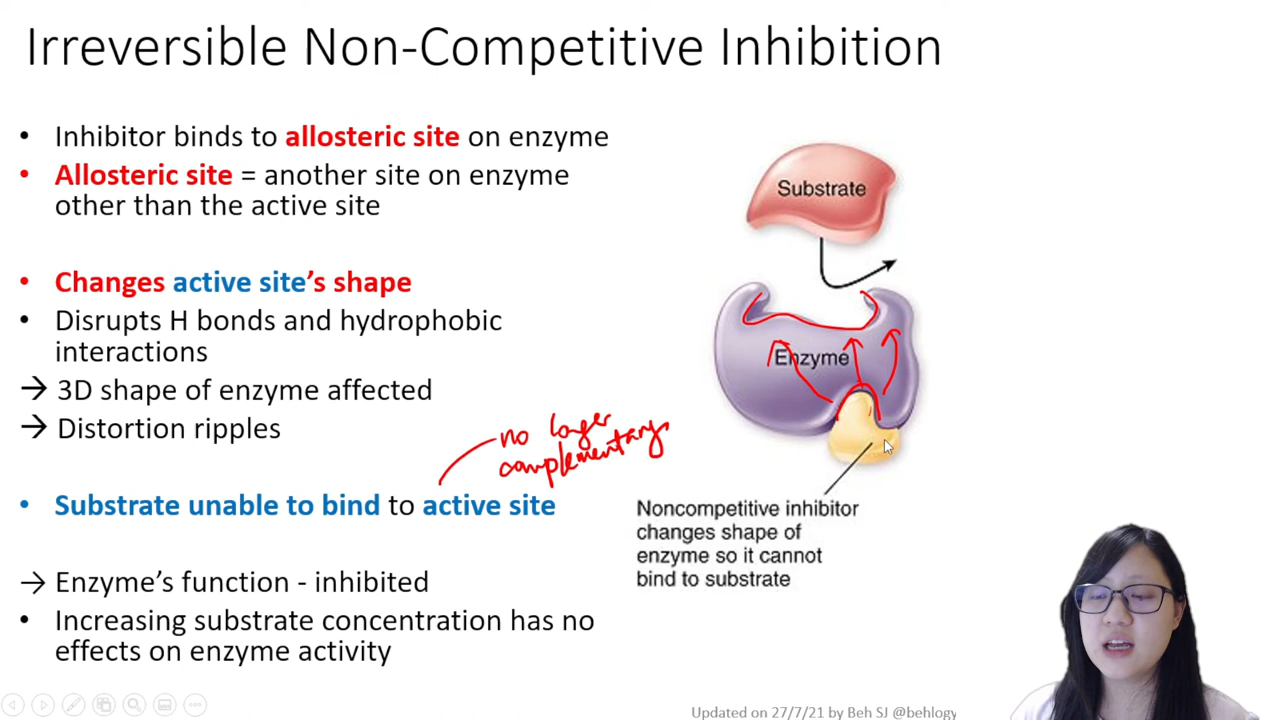 Irreversible Non-Competitive Inhibition
• Inhibitor binds to allosteric site on enzyme
• Allosteric site = another site on enzyme
other than the active site
• Changes active site's shape
• Disrupts H bonds and hydrophobic
interactions
→ 3D shape of enzyme affected
→ Distortion ripples
no longer
complementary
• Substrate unable to bind to active site
→ Enzyme's function - inhibited
• Increasing substrate concentration has no
effects on enzyme activity
Substrate
Enzyme
Noncompetitive inhibitor
changes shape of
enzyme so it cannot
bind to substrate
Updated on 27/7/21 by Beh SJ @behlogy